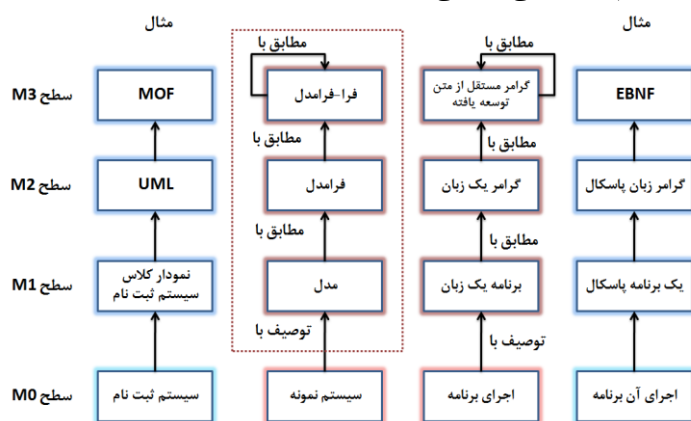 مثال
مثال
مطابق با
مطابق با
سطح M3
MOF
فرا-فرامدل
گرامر مستقل از متن
توسعه یافته
EBNF
مطابق با
مطابق با
سطح M2
UML
فرامدل
گرامر یک زبان
گرامر زبان پاسکال
مطابق با
مطابق با
سطح M1
نمودار کلاس
سیستم ثبت نام
مدل
برنامه یک زبان
یک برنامه پاسکال
توصیف با
توصیف با
سطح M0
سیستم ثبت نام
سیستم نمونه
اجرای برنامه
اجرای آن برنامه